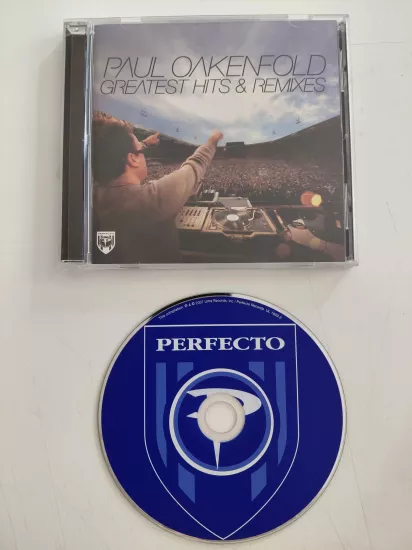 PAUL OAKENFOLD
GREATEST HITS & REMIXES
PERFECTO